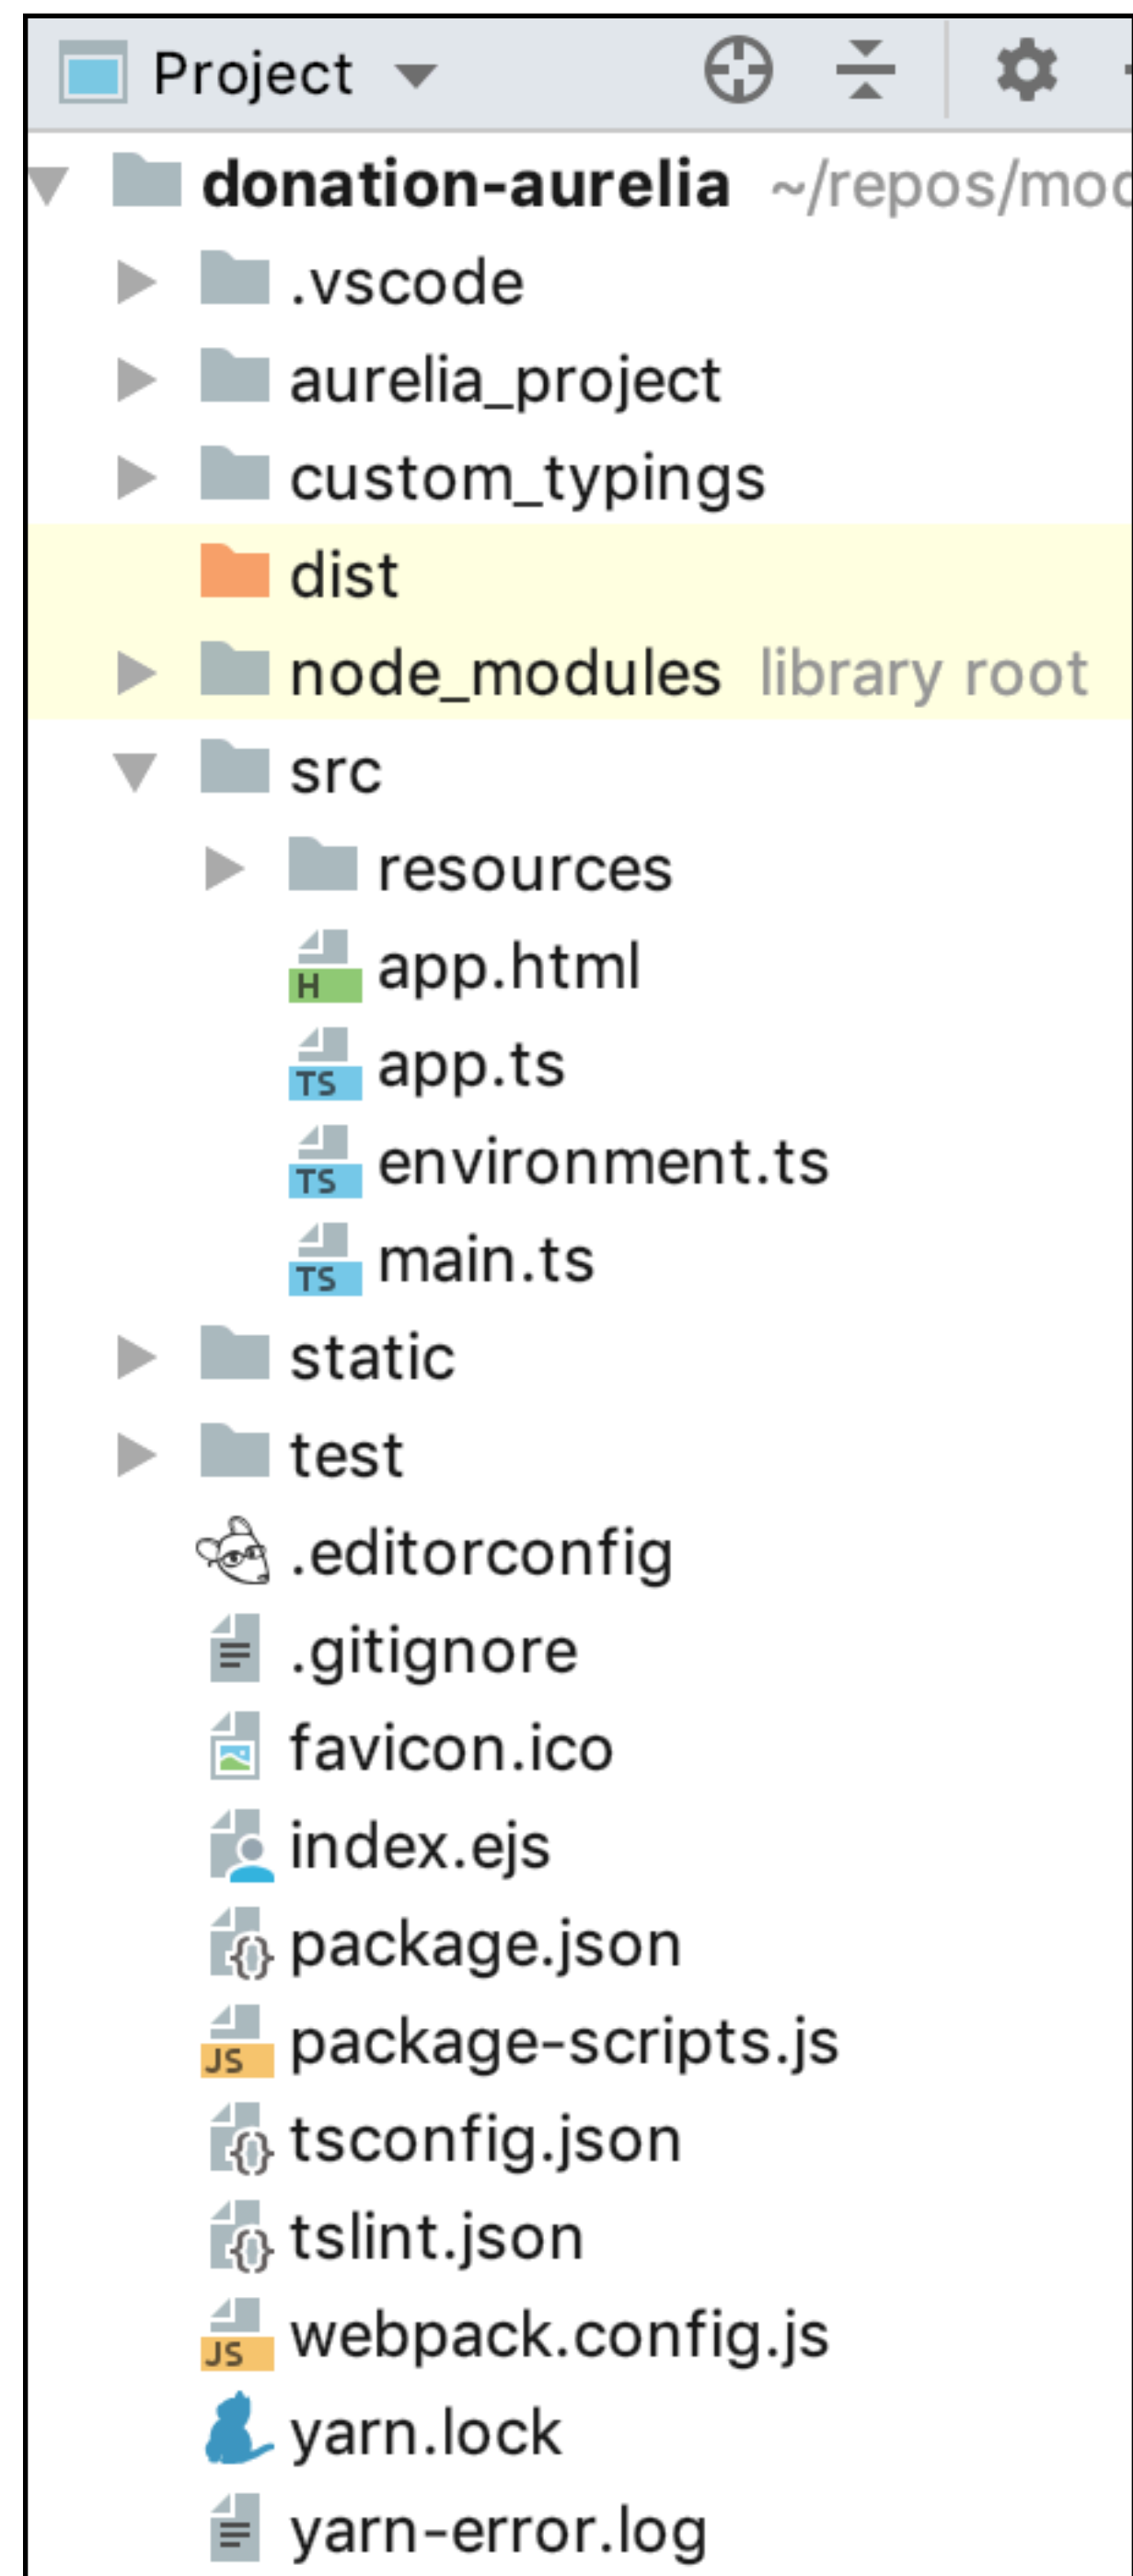 Project
donation-aurelia ~/repos/mod
.vscode
aurelia_project
custom_typings
dist
node_modules library root
src
resources
H app.html
TS app.ts
TS environment.ts
TS main.ts
static
test
.editorconfig
.gitignore
favicon.ico
index.ejs
{} package.json
JS package-scripts.js
{} tsconfig.json
{} tslint.json
JS webpack.config.js
yarn.lock
yarn-error.log